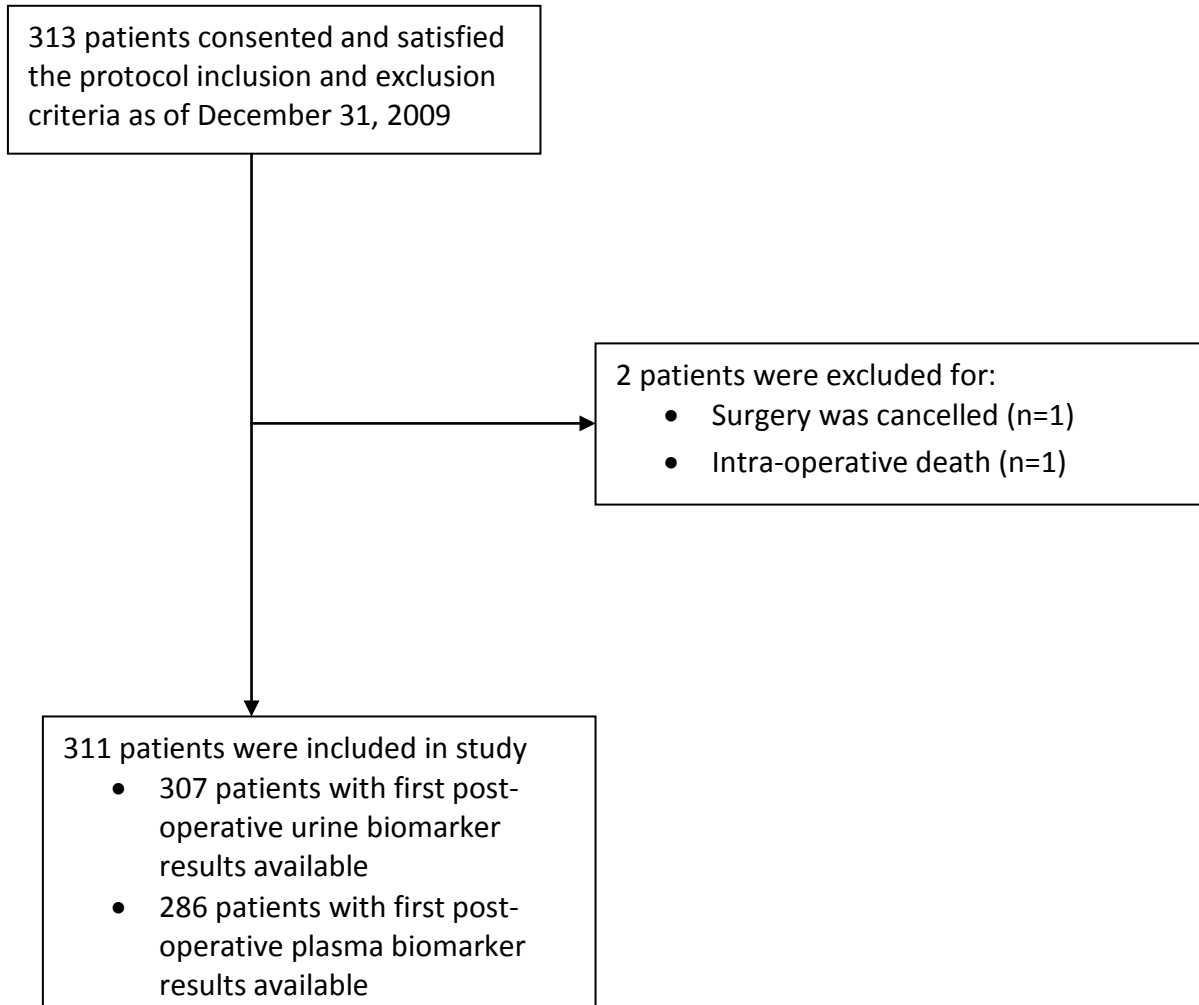 313 patients consented and satisfied
the protocol inclusion and exclusion
criteria as of December 31, 2009
2 patients were excluded for:
• Surgery was cancelled (n=1)
• Intra-operative death (n=1)
311 patients were included in study
• 307 patients with first post-
operative urine biomarker
results available
• 286 patients with first post-
operative plasma biomarker
results available